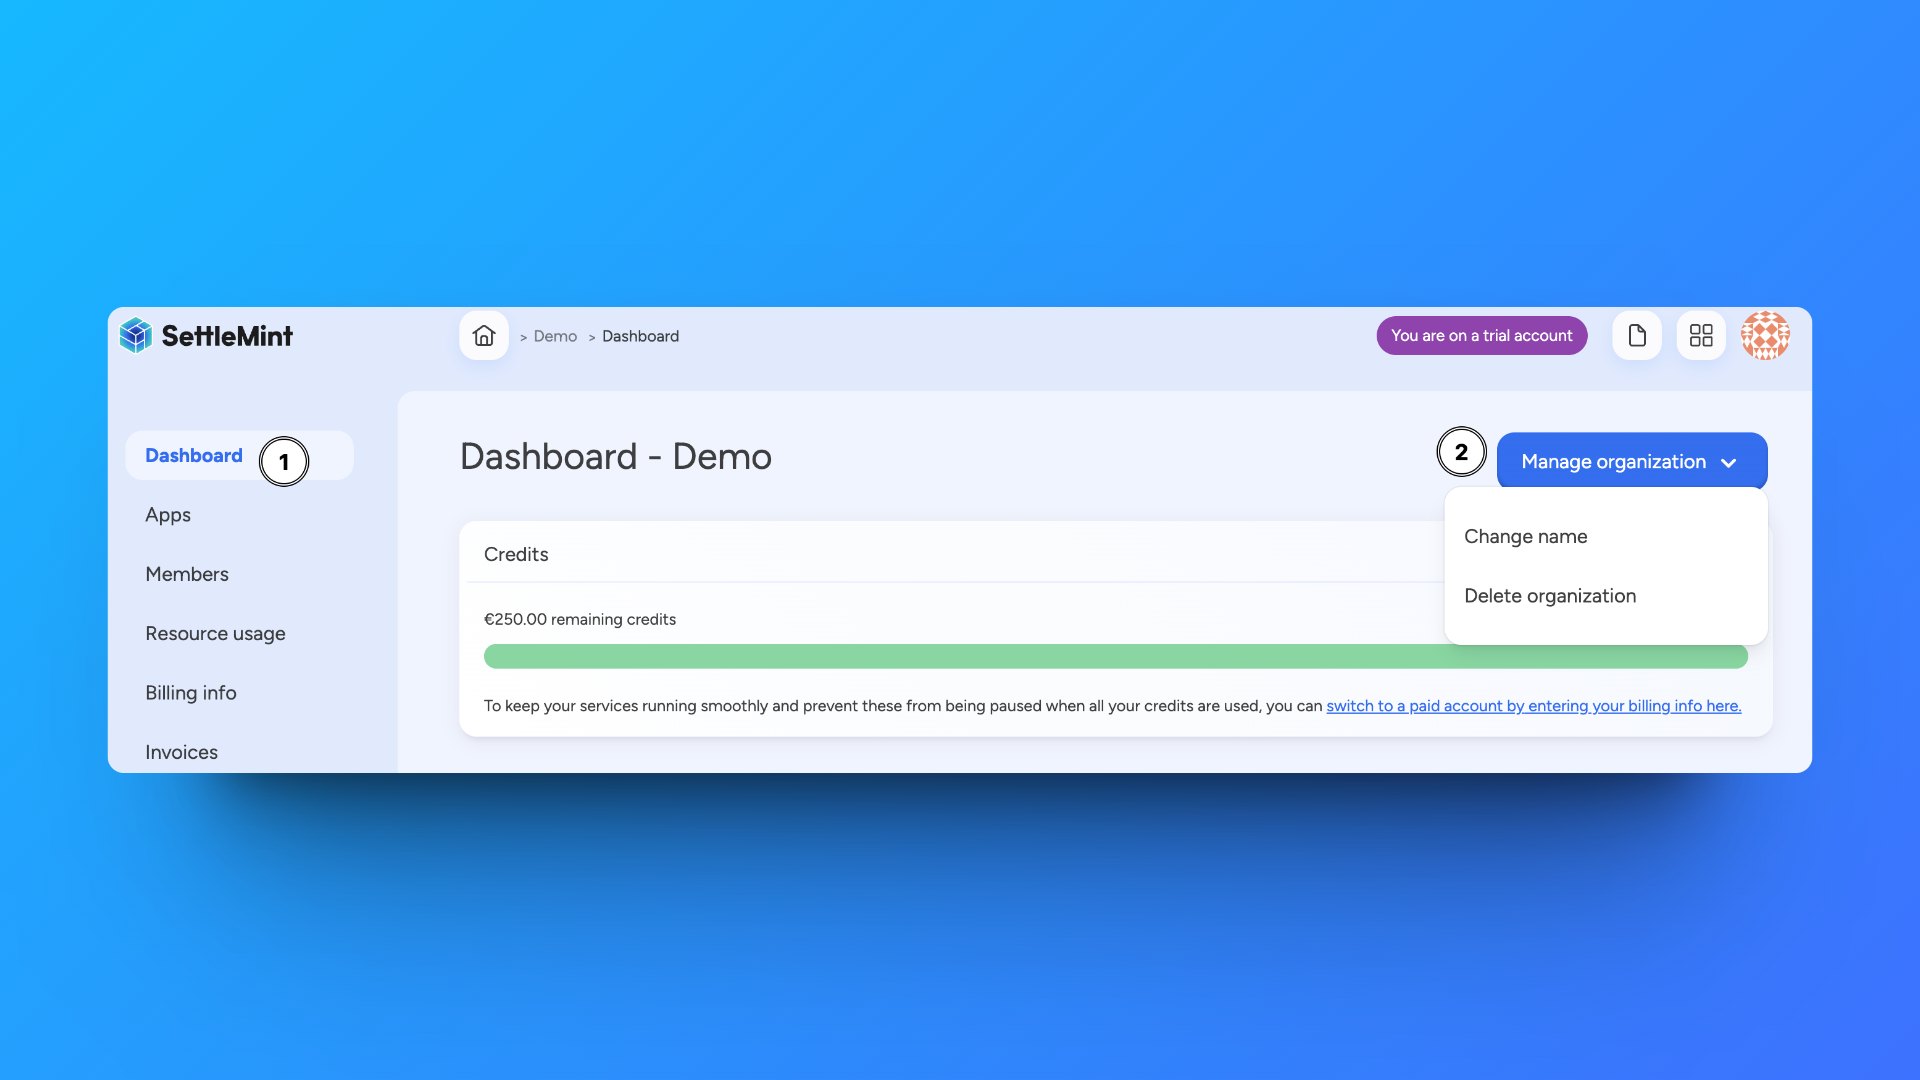 SettleMint
> Demo > Dashboard
You are on a trial account
Dashboard
1
Apps
Members
Resource usage
Billing info
Invoices
Dashboard - Demo
2
Manage organization
Change name
Delete organization
Credits
€250.00 remaining credits
To keep your services running smoothly and prevent these from being paused when all your credits are used, you can switch to a paid account by entering your billing info here.